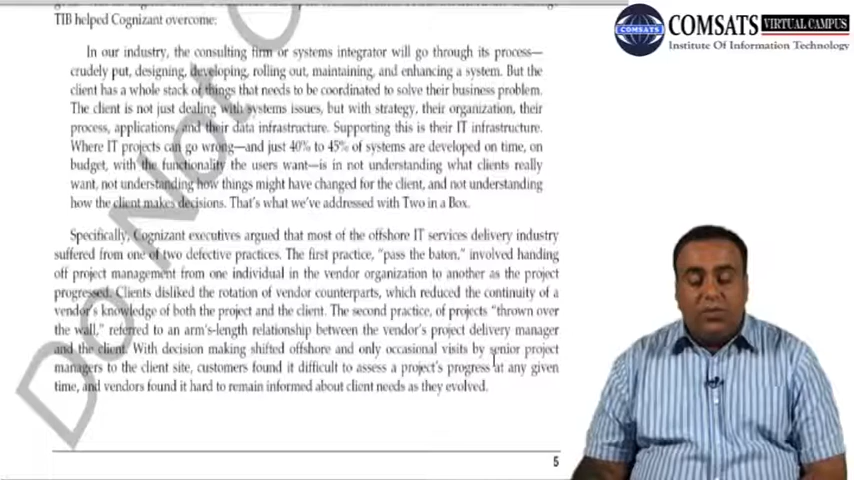 TIB helped Cognizant overcome:
In our industry, the consulting firm or systems integrator will go through its process—
crudely put, designing, developing, rolling out, maintaining, and enhancing a system. But the
client has a whole stack of things that needs to be coordinated to solve their business problem.
The client is not just dealing with systems issues, but with strategy, their organization, their
process, applications, and their data infrastructure. Supporting this is their IT infrastructure.
Where IT projects can go wrong—and just 40% to 45% of systems are developed on time, on
budget, with the functionality the users want—is in not understanding what clients really
want, not understanding how things might have changed for the client, and not understanding
how the client makes decisions. That's what we've addressed with Two in a Box.
Specifically, Cognizant executives argued that most of the offshore IT services delivery industry
suffered from one of two defective practices. The first practice, "pass the baton," involved handing
off project management from one individual in the vendor organization to another as the project
progressed. Clients disliked the rotation of vendor counterparts, which reduced the continuity of a
vendor's knowledge of both the project and the client. The second practice, of projects "thrown over
the wall," referred to an arm's-length relationship between the vendor's project delivery manager
and the client. With decision making shifted offshore and only occasional visits by senior project
managers to the client site, customers found it difficult to assess a project's progress at any given
time, and vendors found it hard to remain informed about client needs as they evolved.
5
Do Not C
COMSATS VIRTUAL CAMPUS
Institute Of Information Technology